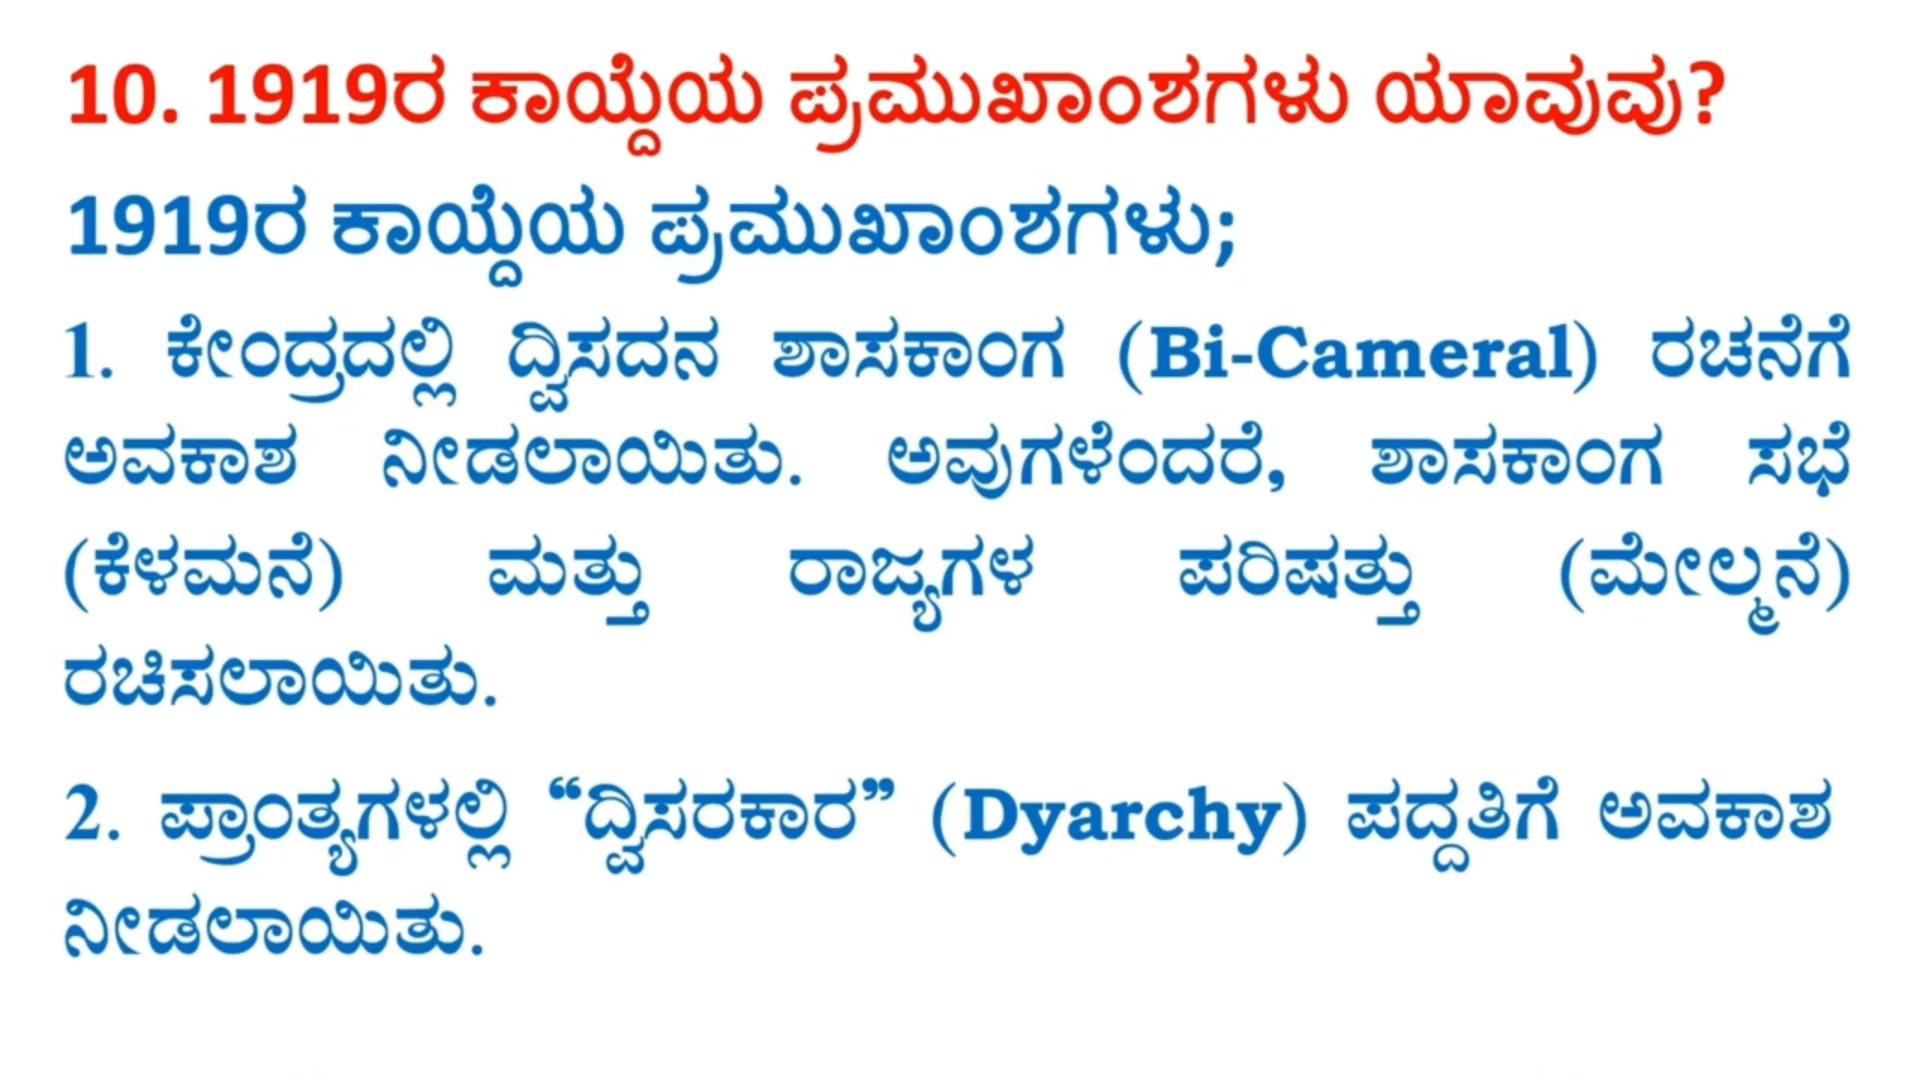 10. 1919ರ ಕಾಯ್ದೆಯ ಪ್ರಮುಖಾಂಶಗಳು ಯಾವುವು?
1919ರ ಕಾಯ್ದೆಯ ಪ್ರಮುಖಾಂಶಗಳು;
1. ಕೇಂದ್ರದಲ್ಲಿ ದ್ವಿಸದನ ಶಾಸಕಾಂಗ (Bi-Cameral) ರಚನೆಗೆ
ಅವಕಾಶ ನೀಡಲಾಯಿತು. ಅವುಗಳೆಂದರೆ, ಶಾಸಕಾಂಗ ಸಭೆ
(ಕೆಳಮನೆ) ಮತ್ತು ರಾಜ್ಯಗಳ ಪರಿಷತ್ತು (ಮೇಲ್ಮನೆ)
ರಚಿಸಲಾಯಿತು.
2. ಪ್ರಾಂತ್ಯಗಳಲ್ಲಿ “ದ್ವಿಸರಕಾರ” (Dyarchy) ಪದ್ದತಿಗೆ ಅವಕಾಶ
ನೀಡಲಾಯಿತು.